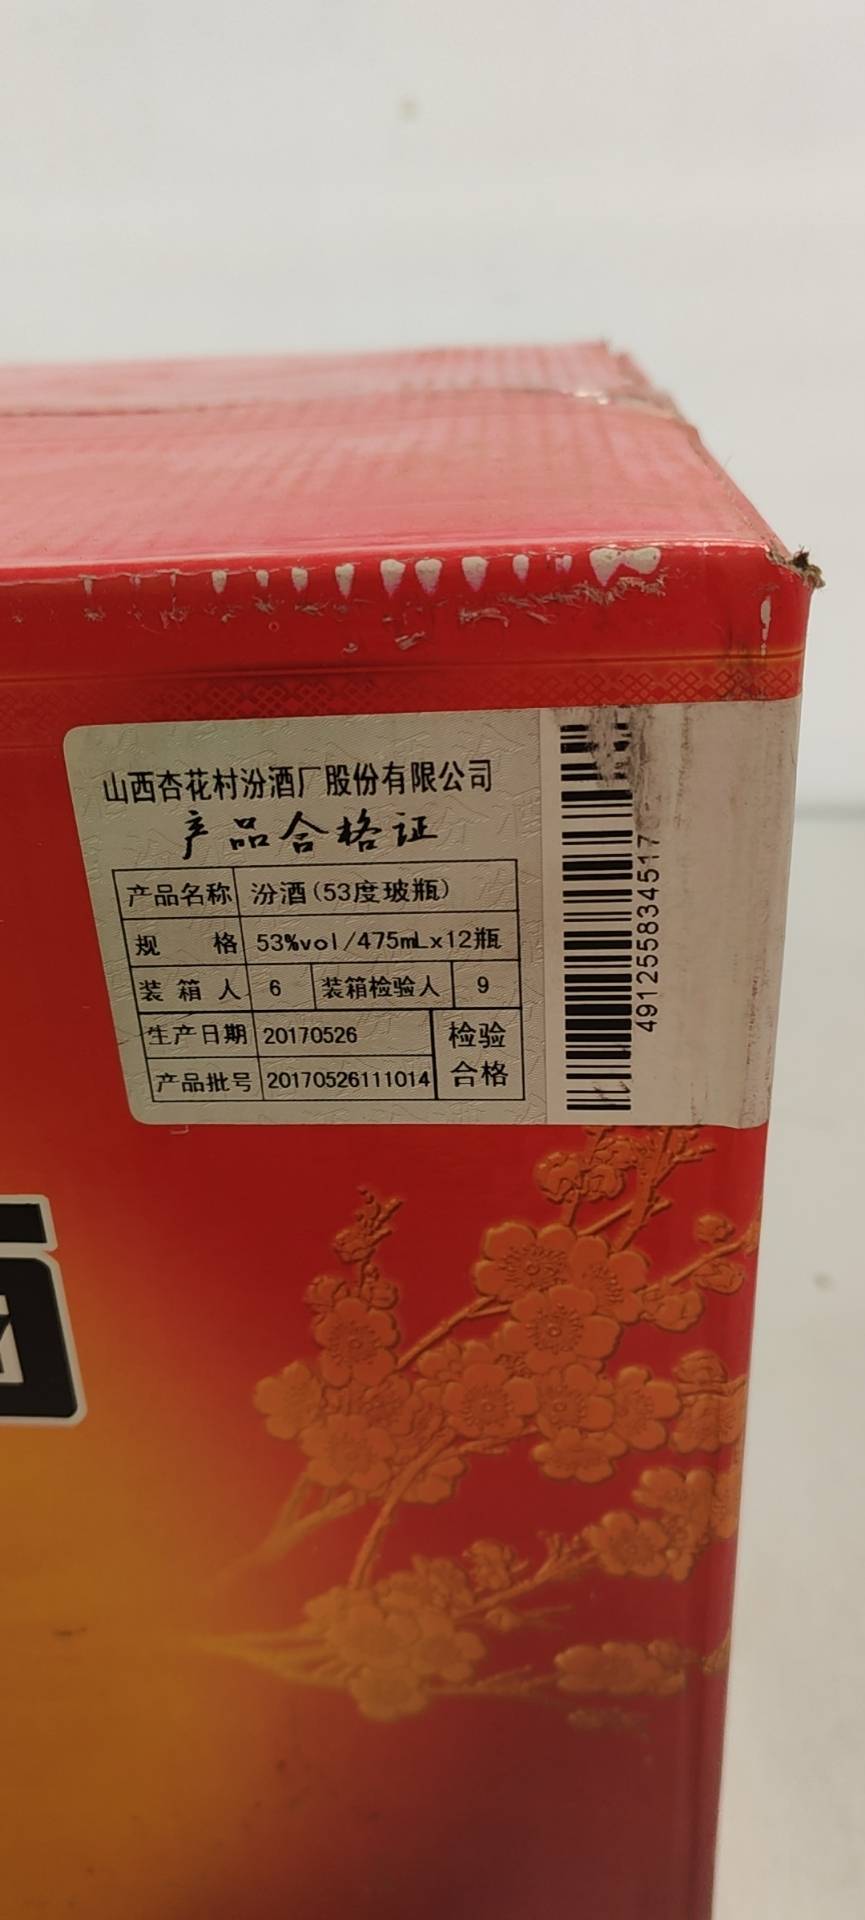 山西杏花村汾酒厂股份有限公司
产品合格证
产品名称 汾酒(53度玻瓶)
规 格 53%vol/475mLx12瓶
装箱人 6 装箱检验人 9
生产日期 20170526 检验
产品批号 20170526111014 合格
491255834517